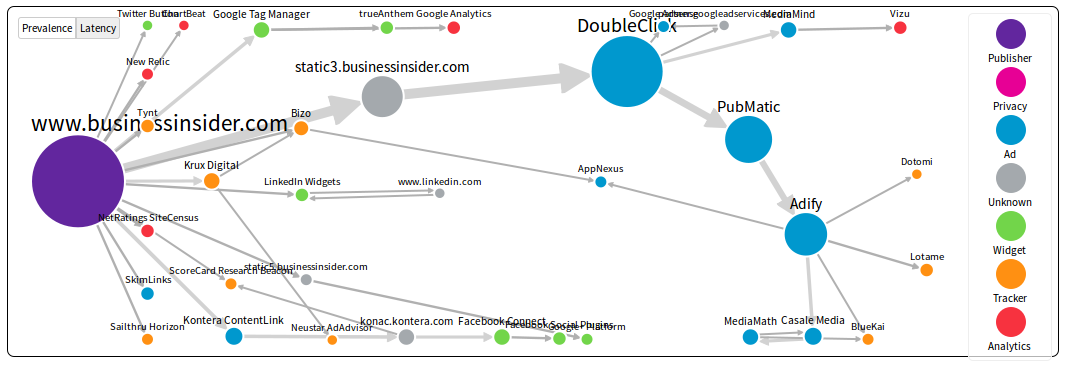 Prevalence Latency
Twitter Button
ChartBeat
Google Tag Manager
trueAnthem
Google Analytics
DoubleClick
Google Adsense
googleadservices
MediaMind
Vizu
New Relic
static3.businessinsider.com
Tynt
www.businessinsider.com
Bizo
PubMatic
Krux Digital
LinkedIn Widgets
www.linkedin.com
AppNexus
Dotomi
NetRatings SiteCensus
Adify
ScoreCard Research Beacon
static5.businessinsider.com
SkimLinks
Lotame
Sailthru Horizon
Kontera ContentLink
Neustar AdAdvisor
konac.kontera.com
Facebook Connect
Facebook Social Plugins
Google+ Platform
MediaMath
Casale Media
BlueKai
Publisher
Privacy
Ad
Unknown
Widget
Tracker
Analytics